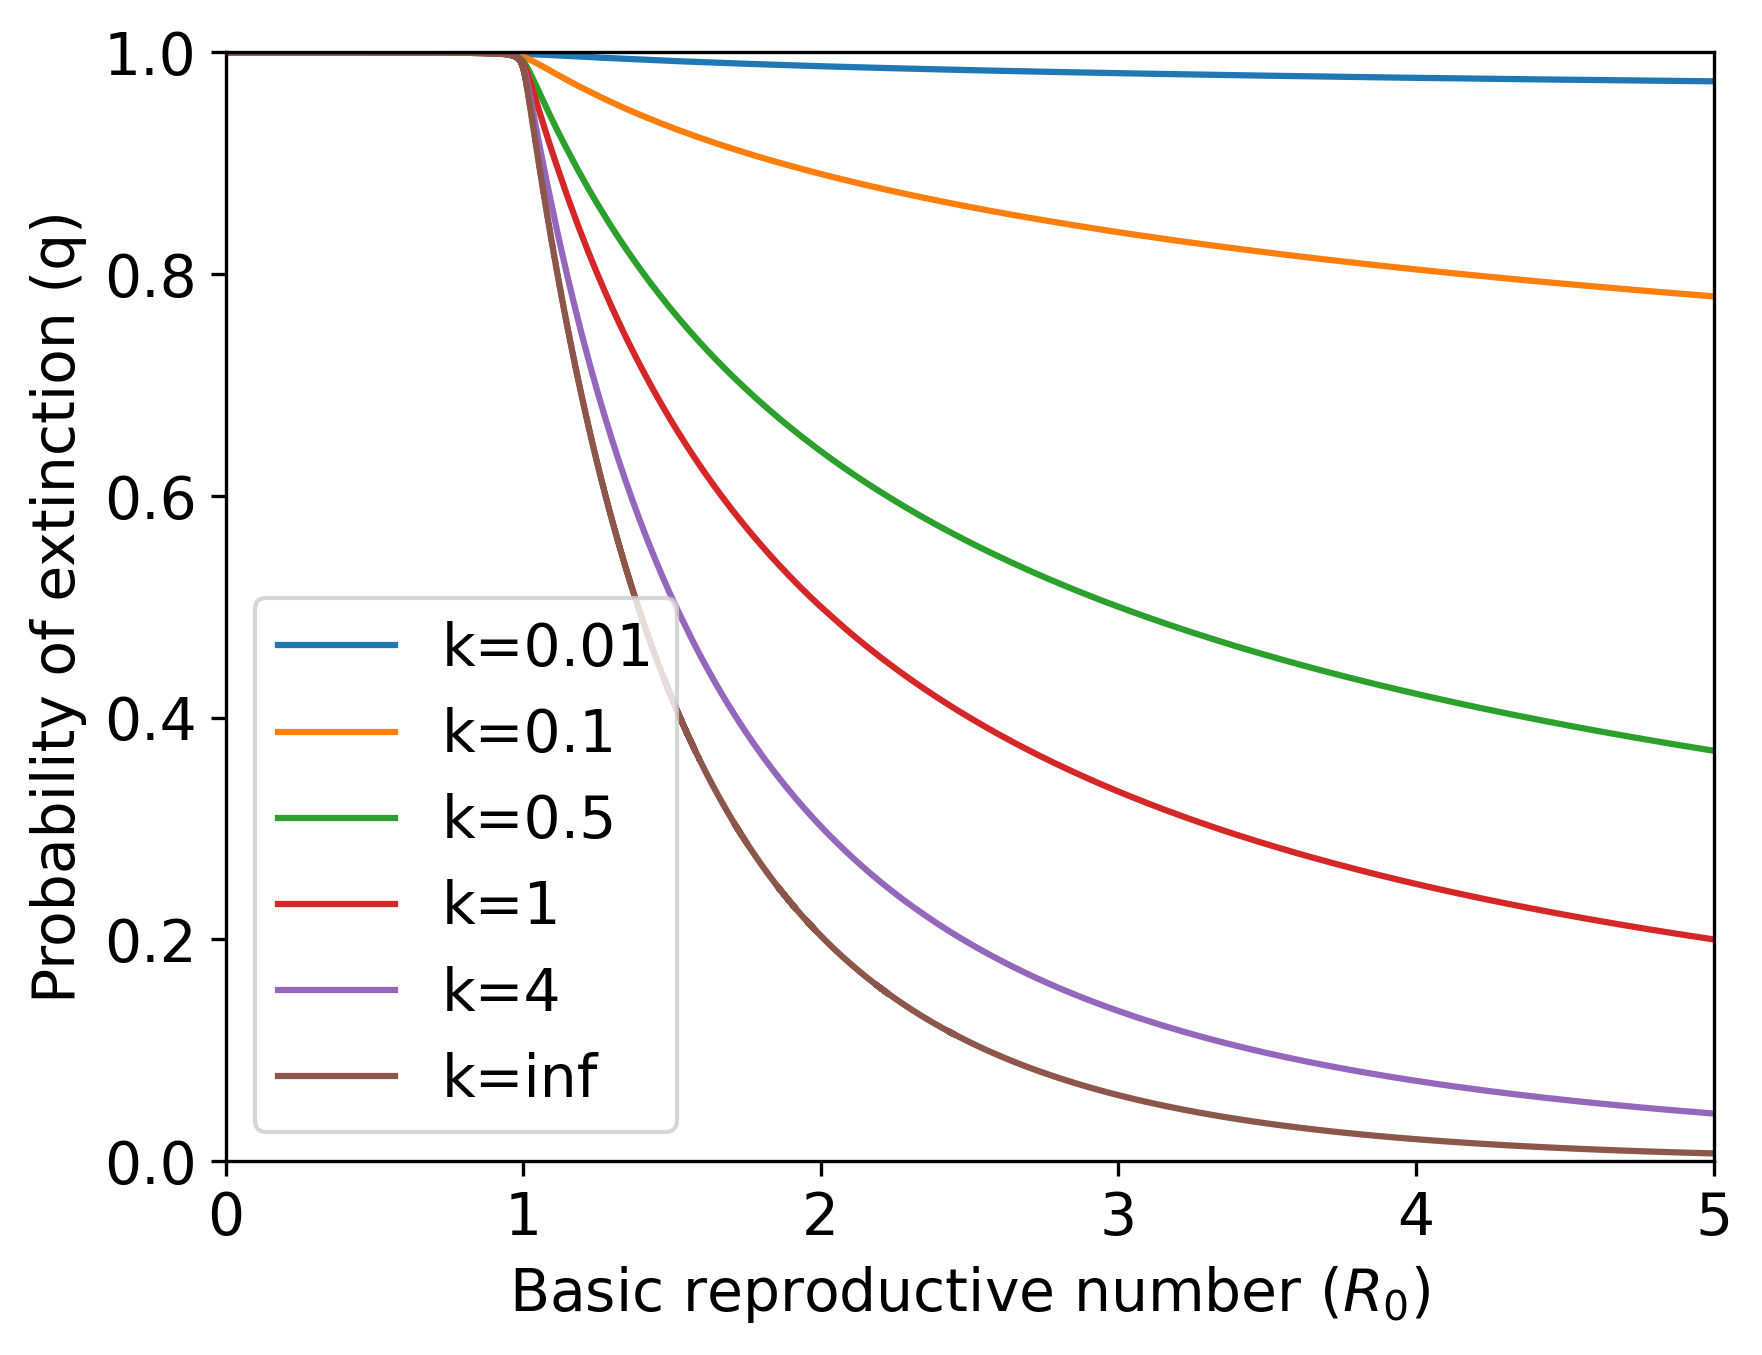 Probability of extinction (q)
1.0
0.8
0.6
0.4
0.2
0.0
k=0.01
k=0.1
k=0.5
k=1
k=4
k=inf
0 1 2 3 4 5
Basic reproductive number (R₀)